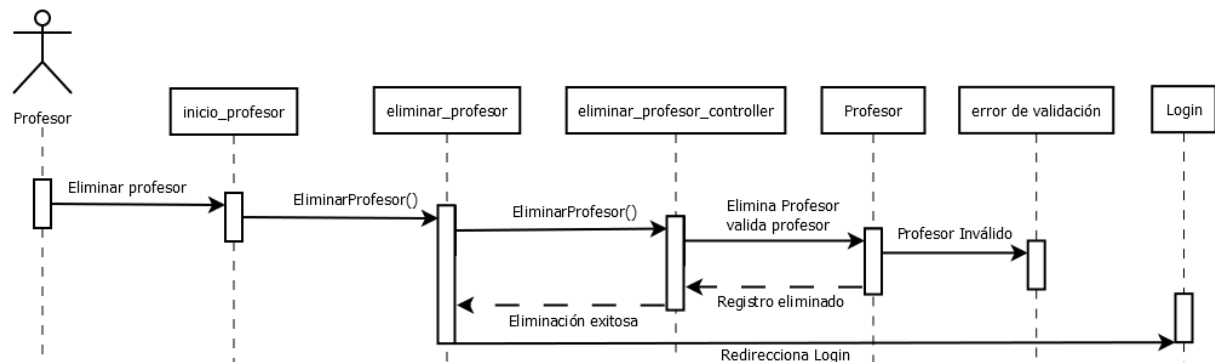 Profesor
inicio_profesor
eliminar_profesor
eliminar_profesor_controller
Profesor
error de validación
Login
Eliminar profesor
EliminarProfesor()
EliminarProfesor()
Elimina Profesor
valida profesor
Profesor Inválido
Registro eliminado
Eliminación exitosa
Redirecciona Login